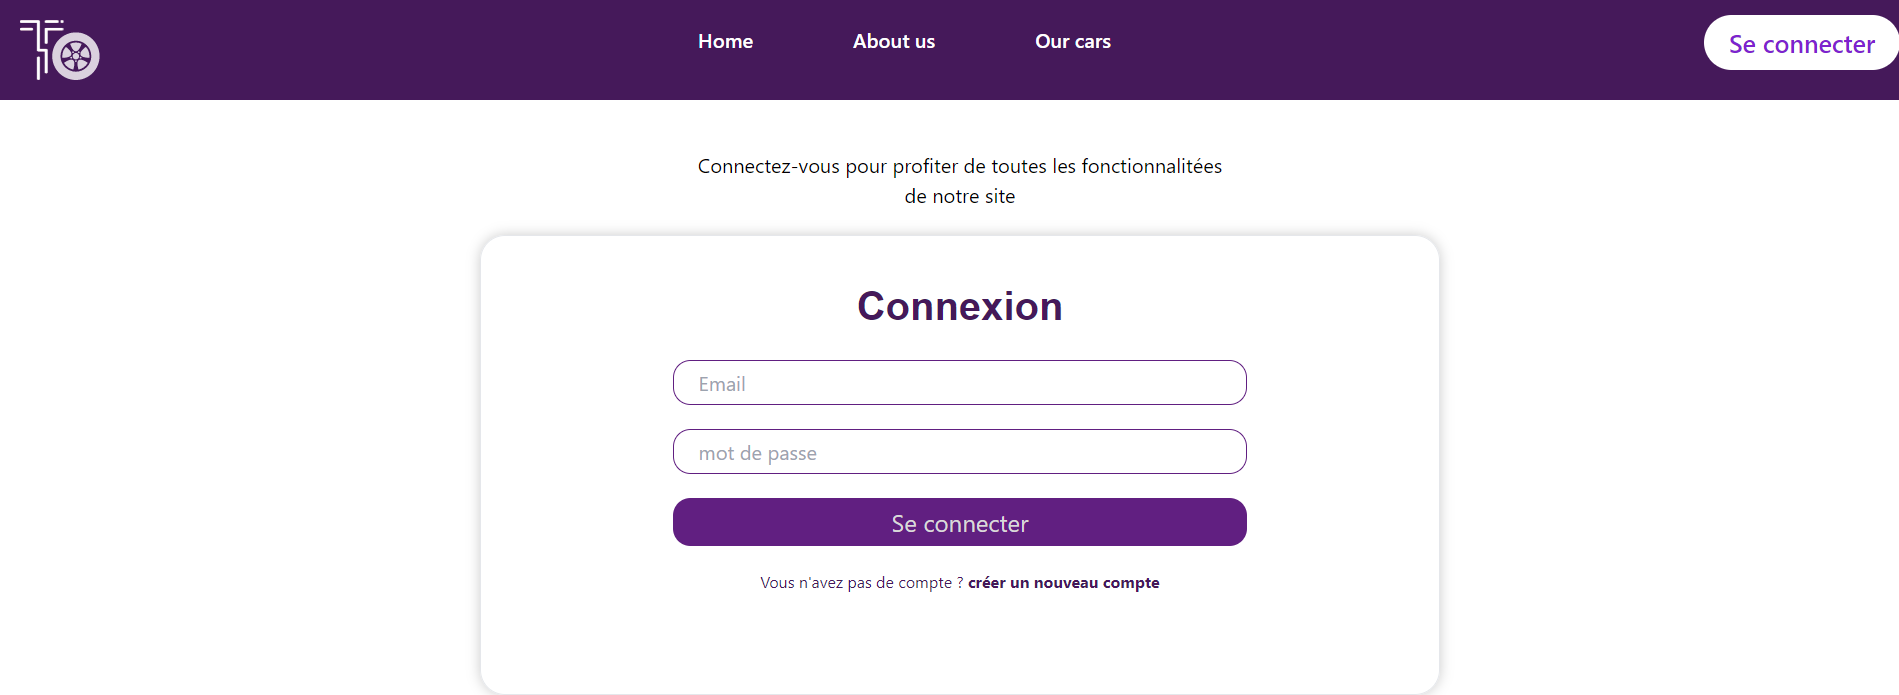 Home About us Our cars Se connecter
Connectez-vous pour profiter de toutes les fonctionnalitées
de notre site
Connexion
Email
mot de passe
Se connecter
Vous n'avez pas de compte ? créer un nouveau compte